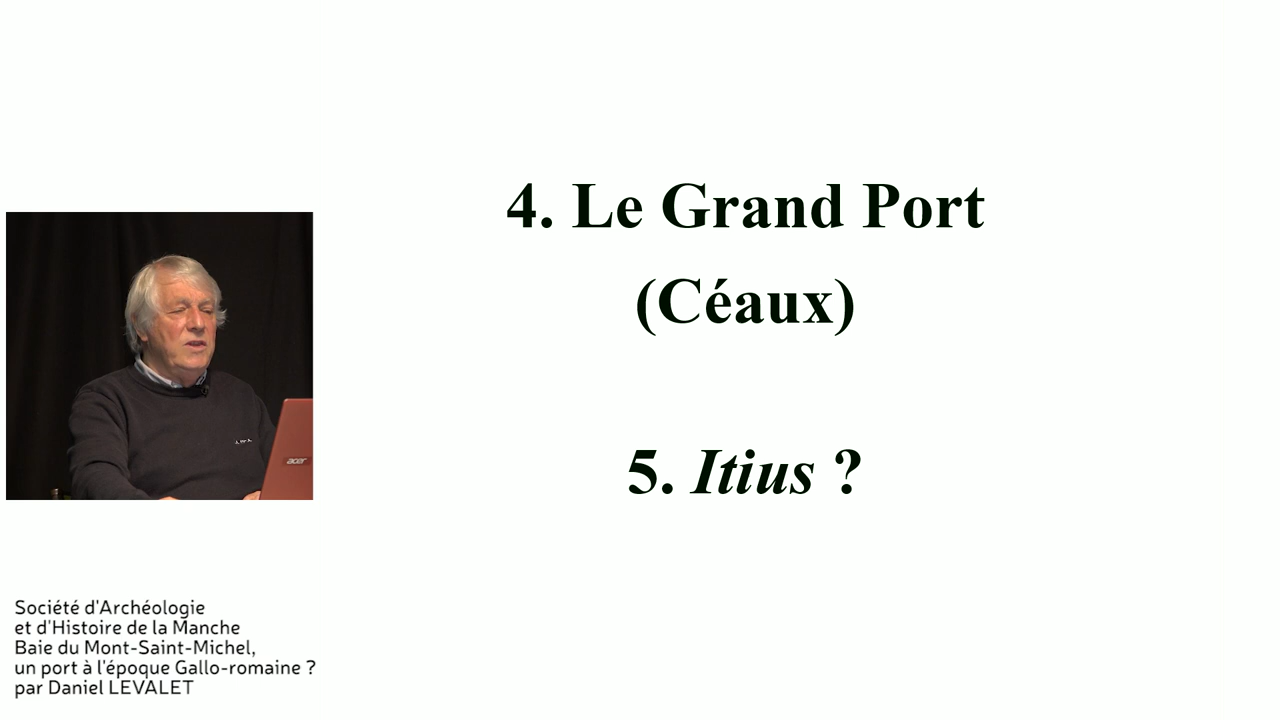 4. Le Grand Port
(Céaux)
5. Itius ?
acer
Société d'Archéologie
et d'Histoire de la Manche
Baie du Mont-Saint-Michel,
un port à l'époque Gallo-romaine ?
par Daniel LEVALET